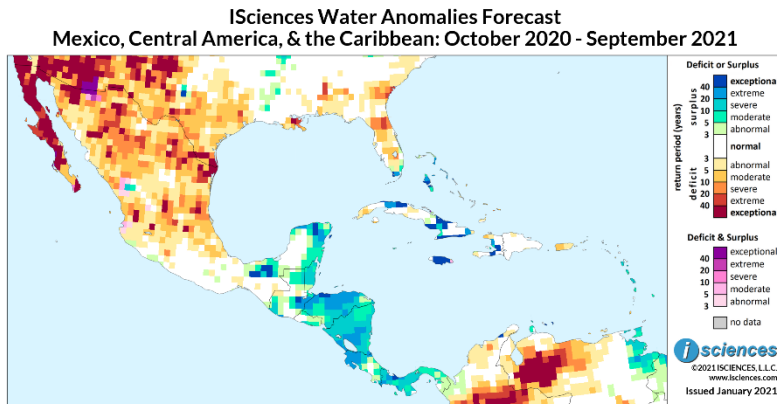 ISciences Water Anomalies Forecast
Mexico, Central America, & the Caribbean: October 2020 - September 2021
Deficit or Surplus
return period (years)
surplus
deficit
exceptiona
40
extreme
20
severe
10
moderate
5
abnormal
3
normal
3
abnormal
5
moderate
10
severe
20
extreme
40
exceptiona
Deficit & Surplus
exceptional
40
extreme
20
severe
10
moderate
5
abnormal
3
no data
i sciences
©2021 ISCIENCES, L.L.C.
www.isciences.com
Issued January 2021